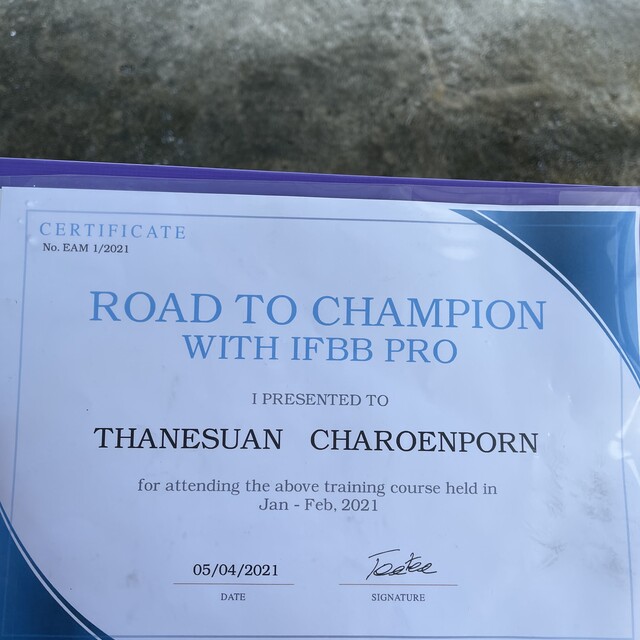 CERTIFICATE
No. EAM 1/2021
ROAD TO CHAMPION
WITH IFBB PRO
I PRESENTED TO
THANESUAN CHAROENPORN
for attending the above training course held in
Jan - Feb, 2021
05/04/2021
DATE
SIGNATURE